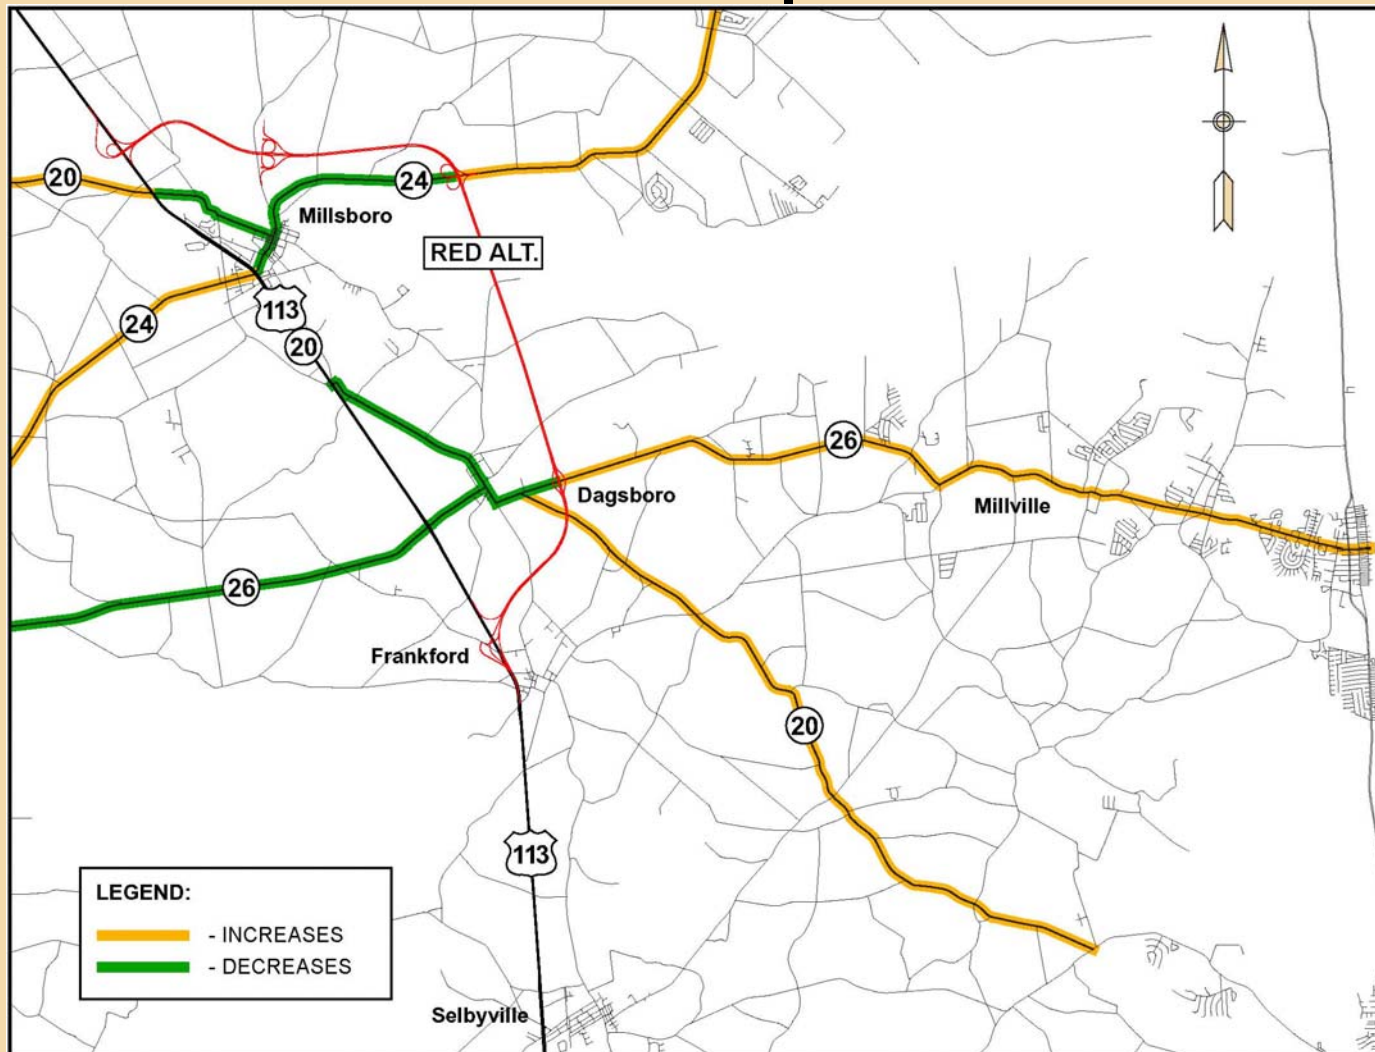 20
24
Millsboro
RED ALT.
113
24
20
26
Dagsboro
Millville
26
Frankford
20
113
LEGEND:
- INCREASES
- DECREASES
Selbyville